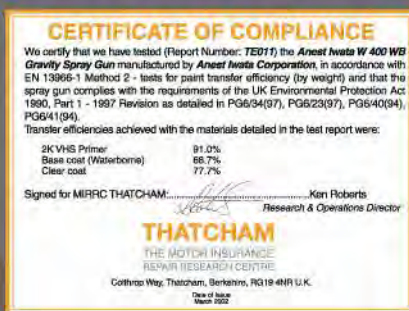 CERTIFICATE OF COMPLIANCE
We certify that we have tested (Report Number: TE011) the Anest Iwata W 400 WB
Gravity Spray Gun manufactured by Anest Iwata Corporation, in accordance with
EN 13966-1 Method 2 - tests for paint transfer efficiency (by weight) and that the
spray gun complies with the requirements of the UK Environmental Protection Act
1990, Part 1 - 1997 Revision as detailed in PG6/34(97), PG6/23(97), PG6/40(94),
PG6/41(94).
Transfer efficiencies achieved with the materials detailed in the test report were:
2K VHS Primer 91.0%
Base coat (Waterborne) 66.7%
Clear coat 77.7%
Signed for MIRRC THATCHAM: Ken Roberts
Research & Operations Director
THATCHAM
THE MOTOR INSURANCE
REPAIR RESEARCH CENTRE
Colthrop Way, Thatcham, Berkshire, RG19 4NR U.K.
Date of Issue
March 2002